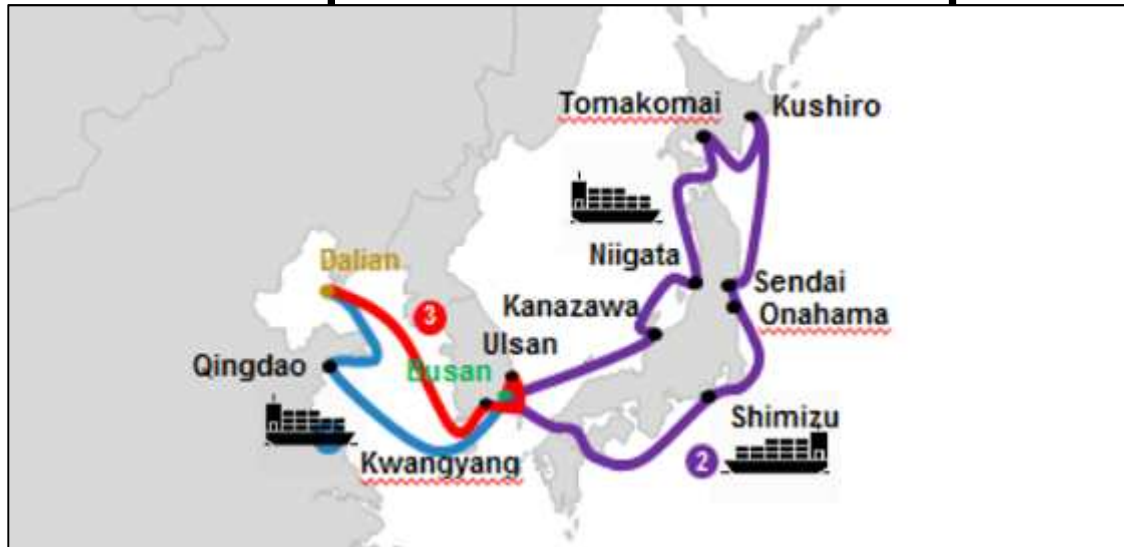 Tomakomai
Kushiro
Niigata
Dalian
Sendai
Kanazawa
Onahama
3
Ulsan
Qingdao
Busan
Shimizu
Kwangyang
2